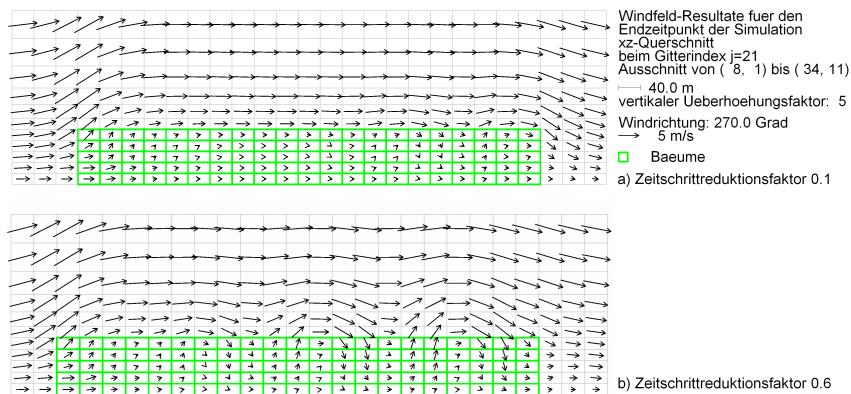 Windfeld-Resultate fuer den
Endzeitpunkt der Simulation
xz-Querschnitt
beim Gitterindex j=21
Ausschnitt von ( 8, 1) bis ( 34, 11)
40.0 m
vertikaler Ueberhoehungsfaktor: 5
Windrichtung: 270.0 Grad
5 m/s
Baeume
a) Zeitschrittreduktionsfaktor 0.1
b) Zeitschrittreduktionsfaktor 0.6